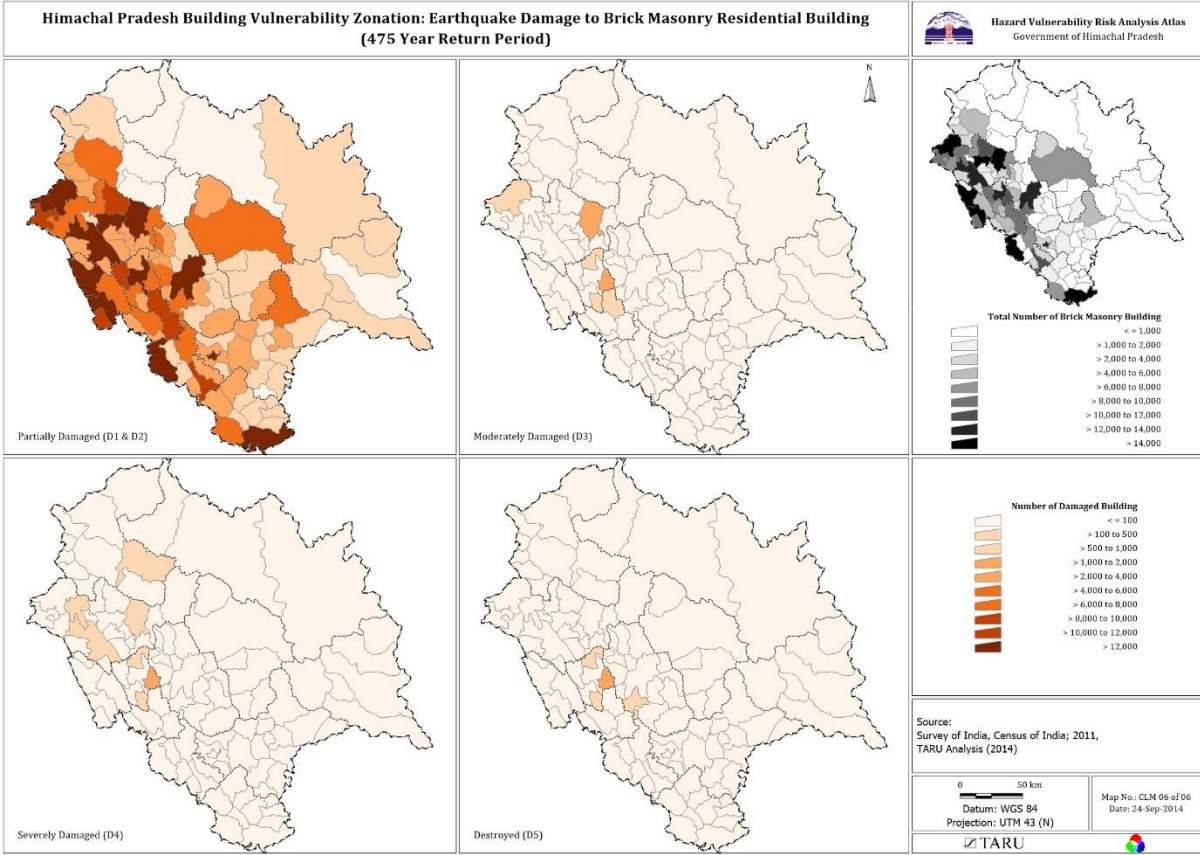 Himachal Pradesh Building Vulnerability Zonation: Earthquake Damage to Brick Masonry Residential Building
(475 Year Return Period)
Hazard Vulnerability Risk Analysis Atlas
Government of Himachal Pradesh
N
Partially Damaged (D1 & D2)
Moderately Damaged (D3)
Total Number of Brick Masonry Building
< = 1,000
> 1,000 to 2,000
> 2,000 to 4,000
> 4,000 to 6,000
> 6,000 to 8,000
> 8,000 to 10,000
> 10,000 to 12,000
> 12,000 to 14,000
> 14,000
Severely Damaged (D4)
Destroyed (D5)
Number of Damaged Building
< = 100
> 100 to 500
> 500 to 1,000
> 1,000 to 2,000
> 2,000 to 4,000
> 4,000 to 6,000
> 6,000 to 8,000
> 8,000 to 10,000
> 10,000 to 12,000
> 12,000
Source:
Survey of India, Census of India; 2011,
TARU Analysis (2014)
0 50 km
Datum: WGS 84
Projection: UTM 43 (N)
Map No.: CLM 06 of 06
Date: 24-Sep-2014
TARU